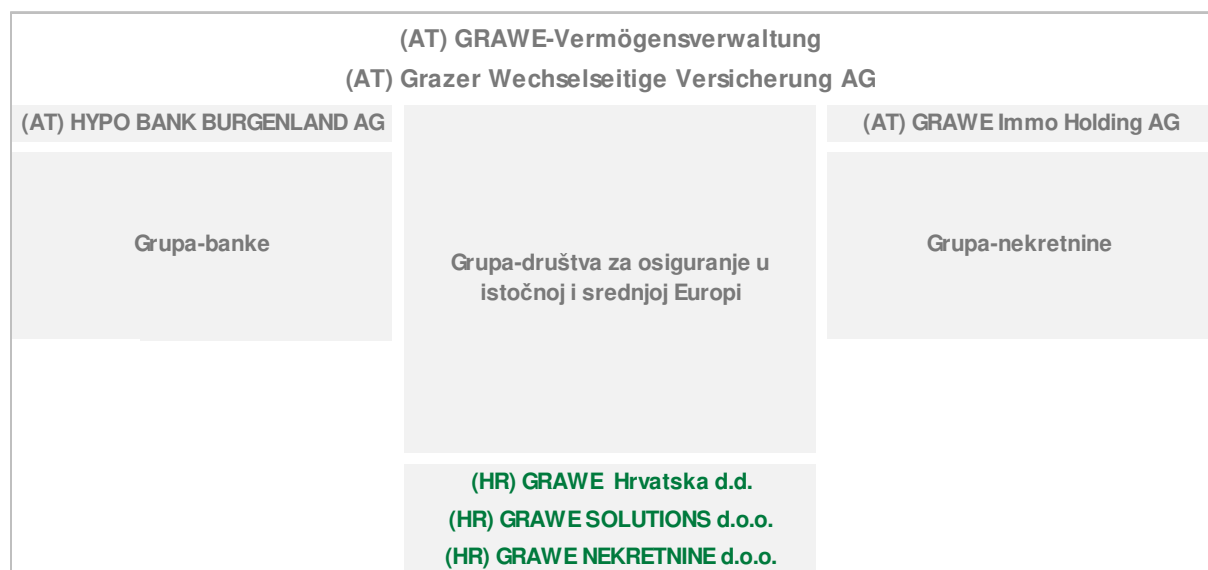 (AT) GRAWE-Vermögensverwaltung
(AT) Grazer Wechselseitige Versicherung AG
(AT) HYPO BANK BURGENLAND AG
(AT) GRAWE Immo Holding AG
Grupa-banke
Grupa-društva za osiguranje u
istočnoj i srednjoj Europi
Grupa-nekretnine
(HR) GRAWE Hrvatska d.d.
(HR) GRAWE SOLUTIONS d.o.o.
(HR) GRAWE NEKRETNINE d.o.o.